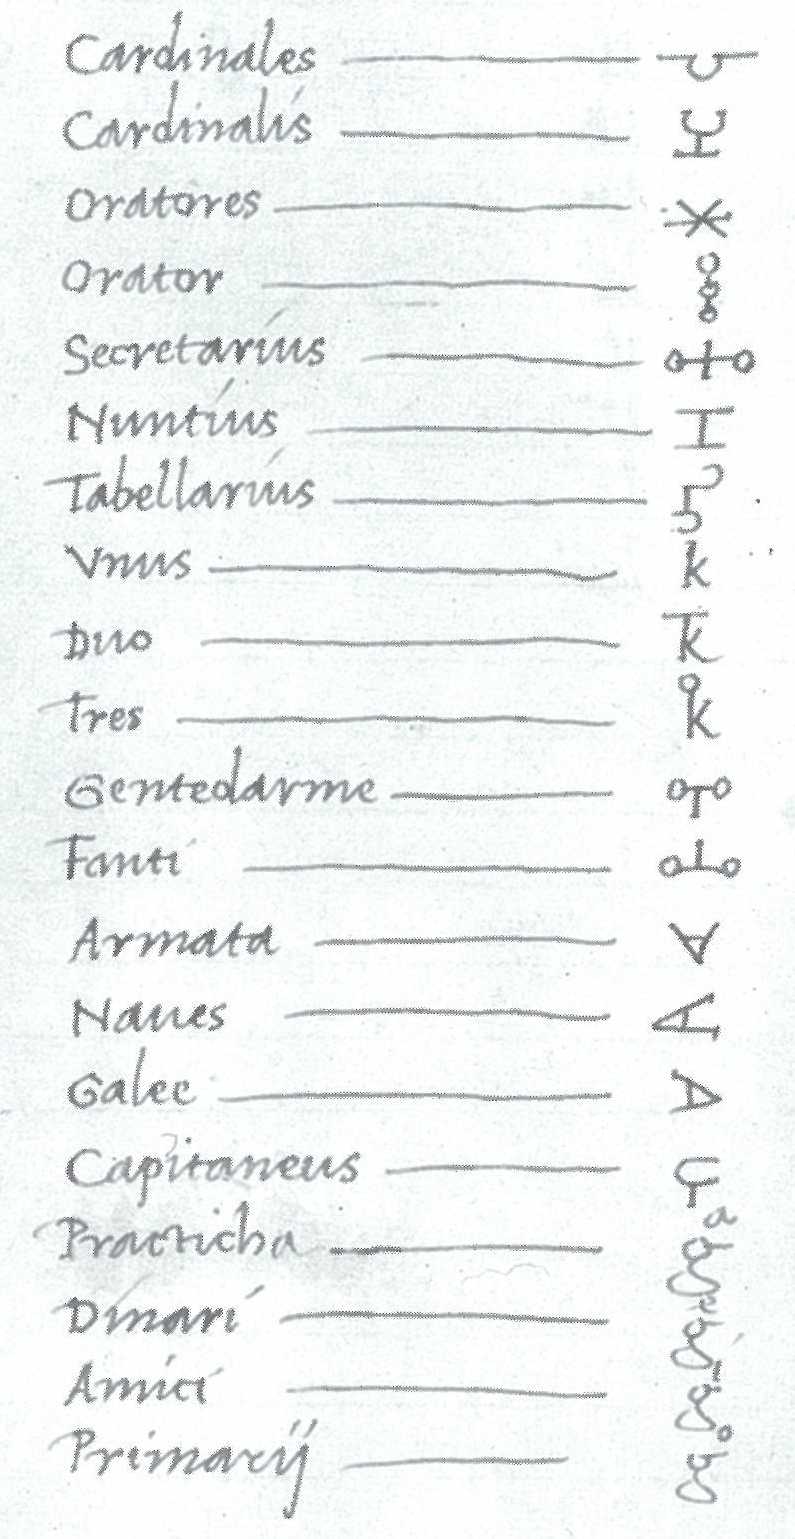 Cardinales
Cardinalis
Oratores
Orator
Secretarius
Nuntius
Tabellarius
Vnus k
Duo k̄
Tres k̊
Gentedarme
Fanti
Armata
Naues
Galee
Capitaneus
Practicha
Dinari
Amici
Primarij